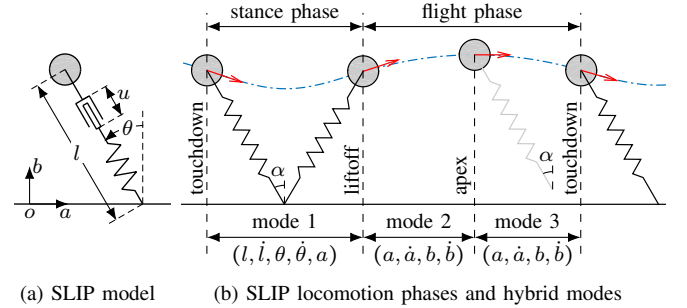 stance phase
flight phase
u
θ
l
b
o
a
touchdown
α
liftoff
apex
α
touchdown
mode 1
mode 2
mode 3
(l, l̇, θ, θ̇, a)
(a, ȧ, b, ḃ)
(a, ȧ, b, ḃ)
(a) SLIP model
(b) SLIP locomotion phases and hybrid modes